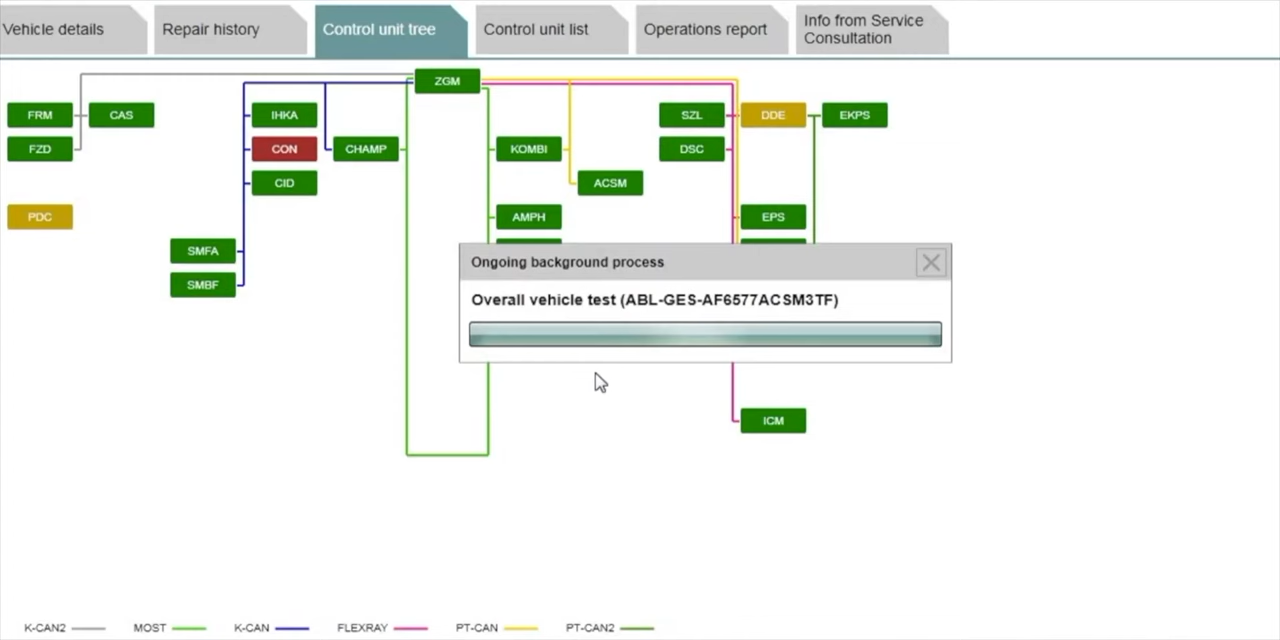 Vehicle details
Repair history
Control unit tree
Control unit list
Operations report
Info from Service
Consultation
ZGM
FRM
CAS
IHKA
SZL
DDE
EKPS
FZD
CON
CHAMP
KOMBI
DSC
CID
ACSM
PDC
AMPH
EPS
SMFA
SMBF
Ongoing background process
Overall vehicle test (ABL-GES-AF6577ACSM3TF)
ICM
K-CAN2
MOST
K-CAN
FLEXRAY
PT-CAN
PT-CAN2